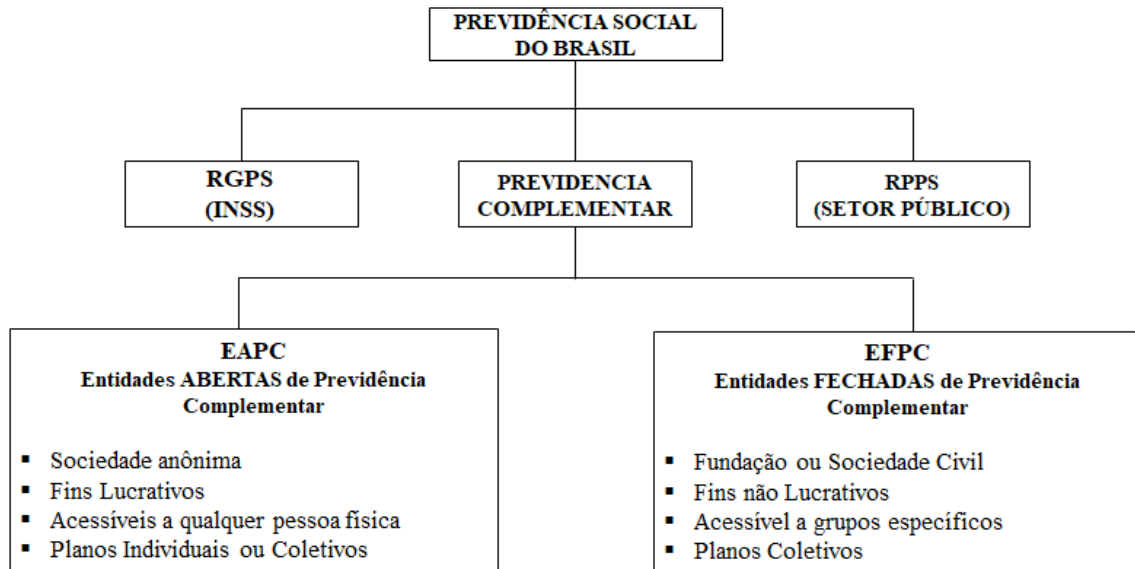 PREVIDÊNCIA SOCIAL
DO BRASIL
RGPS
(INSS)
PREVIDENCIA
COMPLEMENTAR
RPPS
(SETOR PÚBLICO)
EAPC
Entidades ABERTAS de Previdência
Complementar
▪ Sociedade anônima
▪ Fins Lucrativos
▪ Acessíveis a qualquer pessoa física
▪ Planos Individuais ou Coletivos
EFPC
Entidades FECHADAS de Previdência
Complementar
▪ Fundação ou Sociedade Civil
▪ Fins não Lucrativos
▪ Acessível a grupos específicos
▪ Planos Coletivos